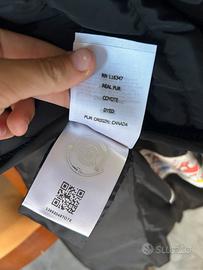 RN 116347
REAL FUR
COYOTE
DYED
FUR ORIGIN: CANADA
Subito.it